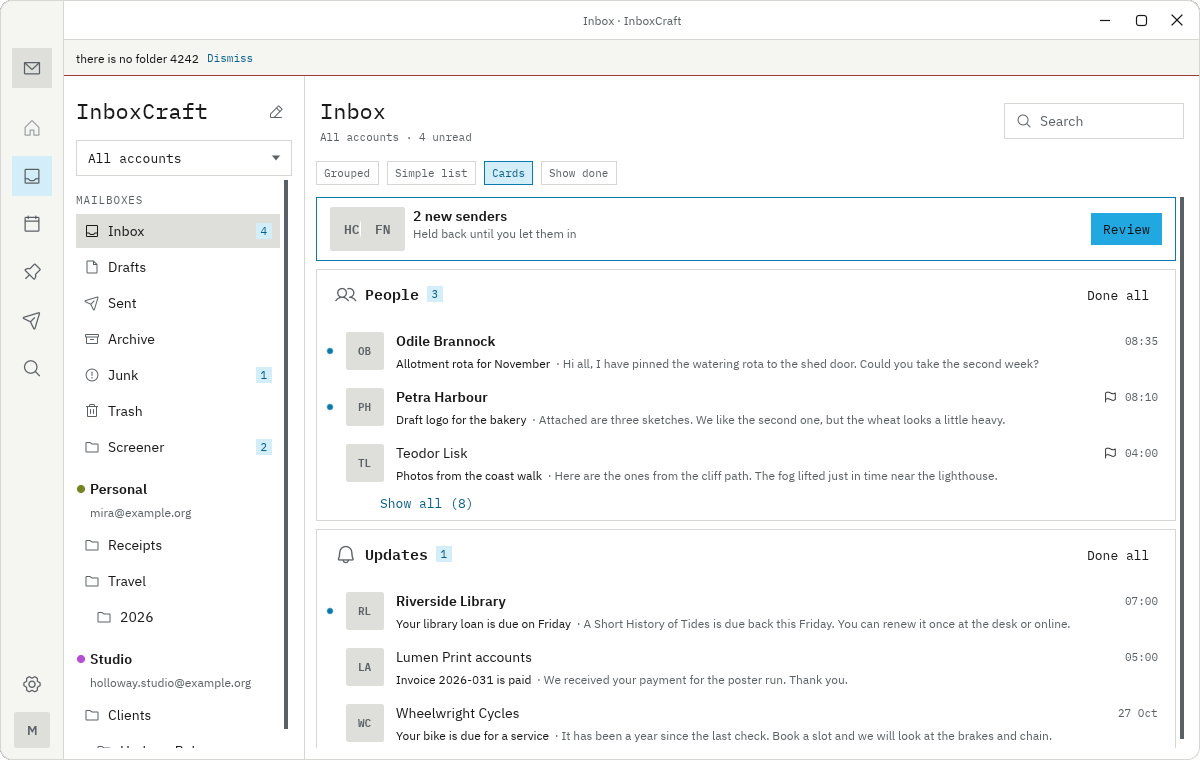 Inbox · InboxCraft
there is no folder 4242 Dismiss
InboxCraft
All accounts
MAILBOXES
Inbox 4
Drafts
Sent
Archive
Junk 1
Trash
Screener 2
Personal
mira@example.org
Receipts
Travel
2026
Studio
holloway.studio@example.org
Clients
M
Inbox
All accounts · 4 unread
Search
Grouped Simple list Cards Show done
HC FN
2 new senders
Held back until you let them in
Review
People 3 Done all
OB
Odile Brannock 08:35
Allotment rota for November · Hi all, I have pinned the watering rota to the shed door. Could you take the second week?
PH
Petra Harbour 08:10
Draft logo for the bakery · Attached are three sketches. We like the second one, but the wheat looks a little heavy.
TL
Teodor Lisk 04:00
Photos from the coast walk · Here are the ones from the cliff path. The fog lifted just in time near the lighthouse.
Show all (8)
Updates 1 Done all
RL
Riverside Library 07:00
Your library loan is due on Friday · A Short History of Tides is due back this Friday. You can renew it once at the desk or online.
LA
Lumen Print accounts 05:00
Invoice 2026-031 is paid · We received your payment for the poster run. Thank you.
WC
Wheelwright Cycles 27 Oct
Your bike is due for a service · It has been a year since the last check. Book a slot and we will look at the brakes and chain.